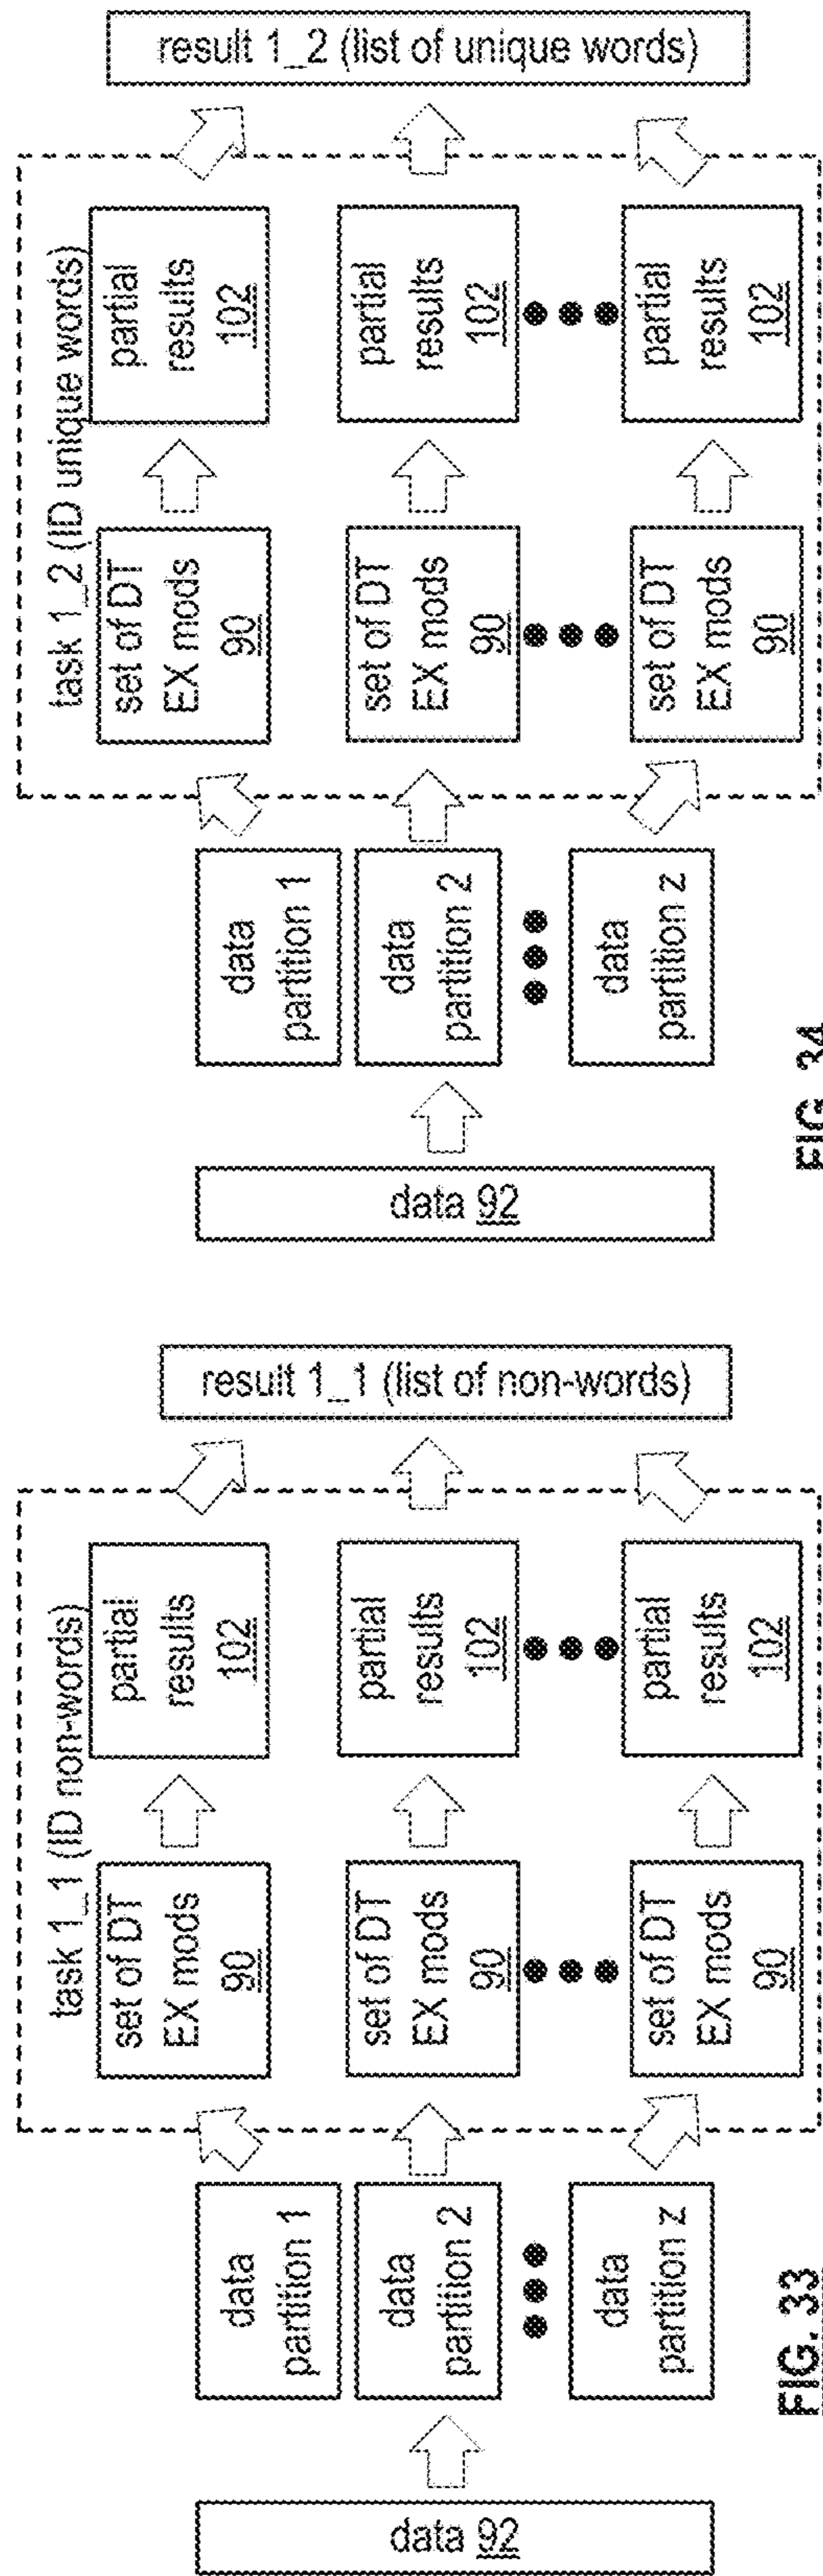 task 1_1 (ID non-words)
data 92
data
partition 1
data
partition 2
data
partition z
set of DT
EX mods
90
set of DT
EX mods
90
set of DT
EX mods
90
partial
results
102
partial
results
102
partial
results
102
result 1_1 (list of non-words)
FIG. 33
task 1_2 (ID unique words)
data 92
data
partition 1
data
partition 2
data
partition z
set of DT
EX mods
90
set of DT
EX mods
90
set of DT
EX mods
90
partial
results
102
partial
results
102
partial
results
102
result 1_2 (list of unique words)
FIG. 34